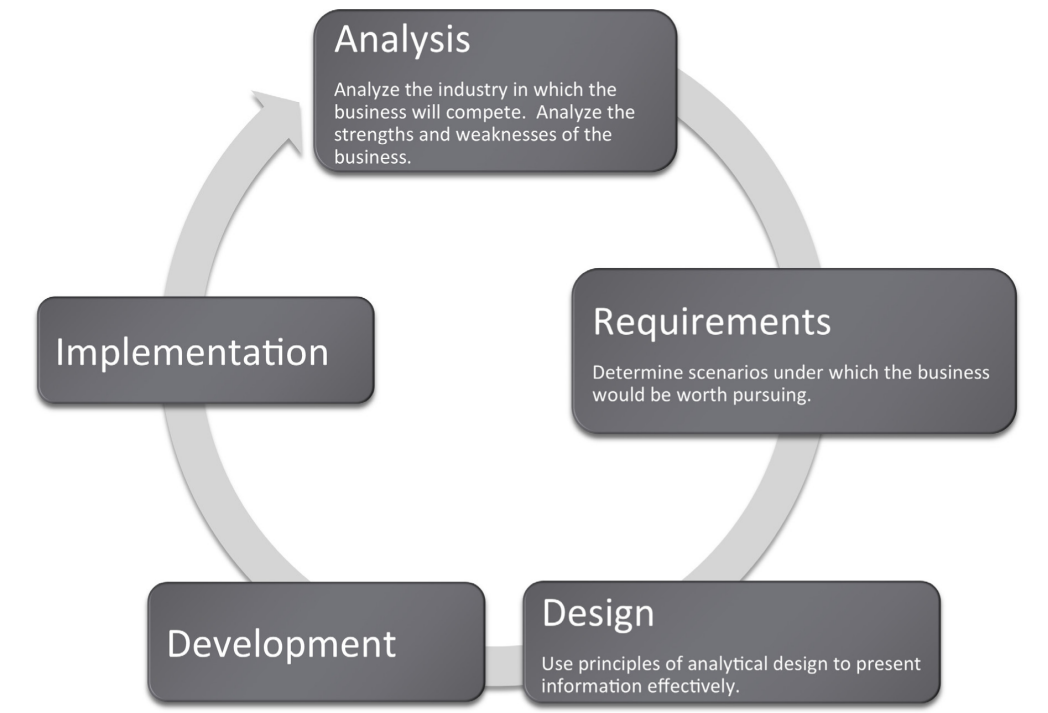 Analysis
Analyze the industry in which the
business will compete.  Analyze the
strengths and weaknesses of the
business.
Requirements
Determine scenarios under which the business
would be worth pursuing.
Design
Use principles of analytical design to present
information effectively.
Development
Implementation